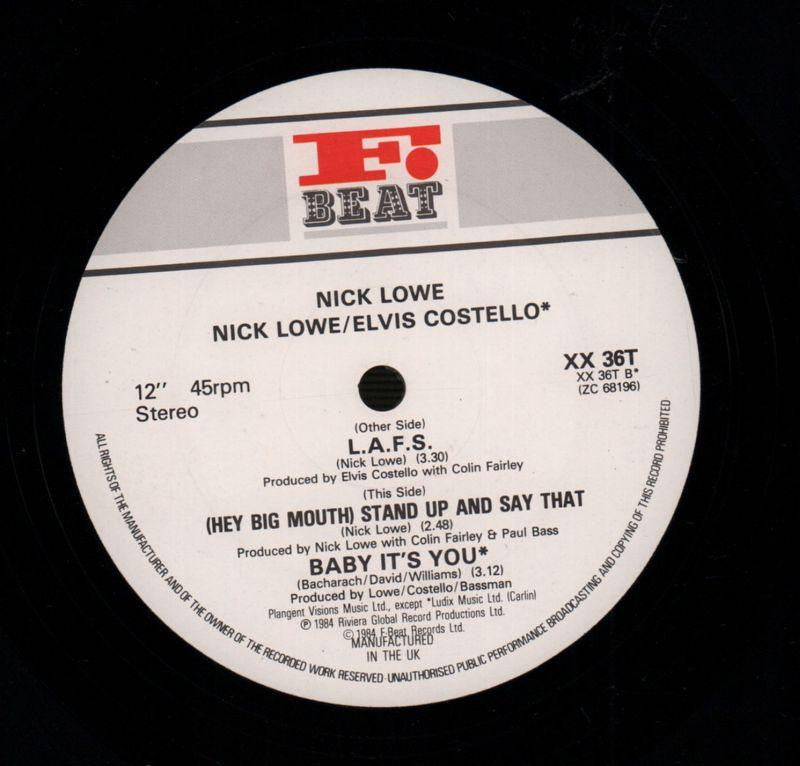 F.
BEAT
NICK LOWE
NICK LOWE/ELVIS COSTELLO*
12" 45rpm
Stereo
XX 36T
XX 36T B*
(ZC 68196)
(Other Side)
L.A.F.S.
(Nick Lowe) (3.30)
Produced by Elvis Costello with Colin Fairley
(This Side)
(HEY BIG MOUTH) STAND UP AND SAY THAT
(Nick Lowe) (2.48)
Produced by Nick Lowe with Colin Fairley & Paul Bass
BABY IT'S YOU*
(Bacharach/David/Williams) (3.12)
Produced by Lowe/Costello/Bassman
Plangent Visions Music Ltd., except *Ludix Music Ltd. (Carlin)
℗ 1984 Riviera Global Record Productions Ltd.
© 1984 F.Beat Records Ltd.
MANUFACTURED
IN THE UK
ALL RIGHTS OF THE MANUFACTURER AND OF THE OWNER OF THE RECORDED WORK RESERVED · UNAUTHORISED PUBLIC PERFORMANCE BROADCASTING AND COPYING OF THIS RECORD PROHIBITED